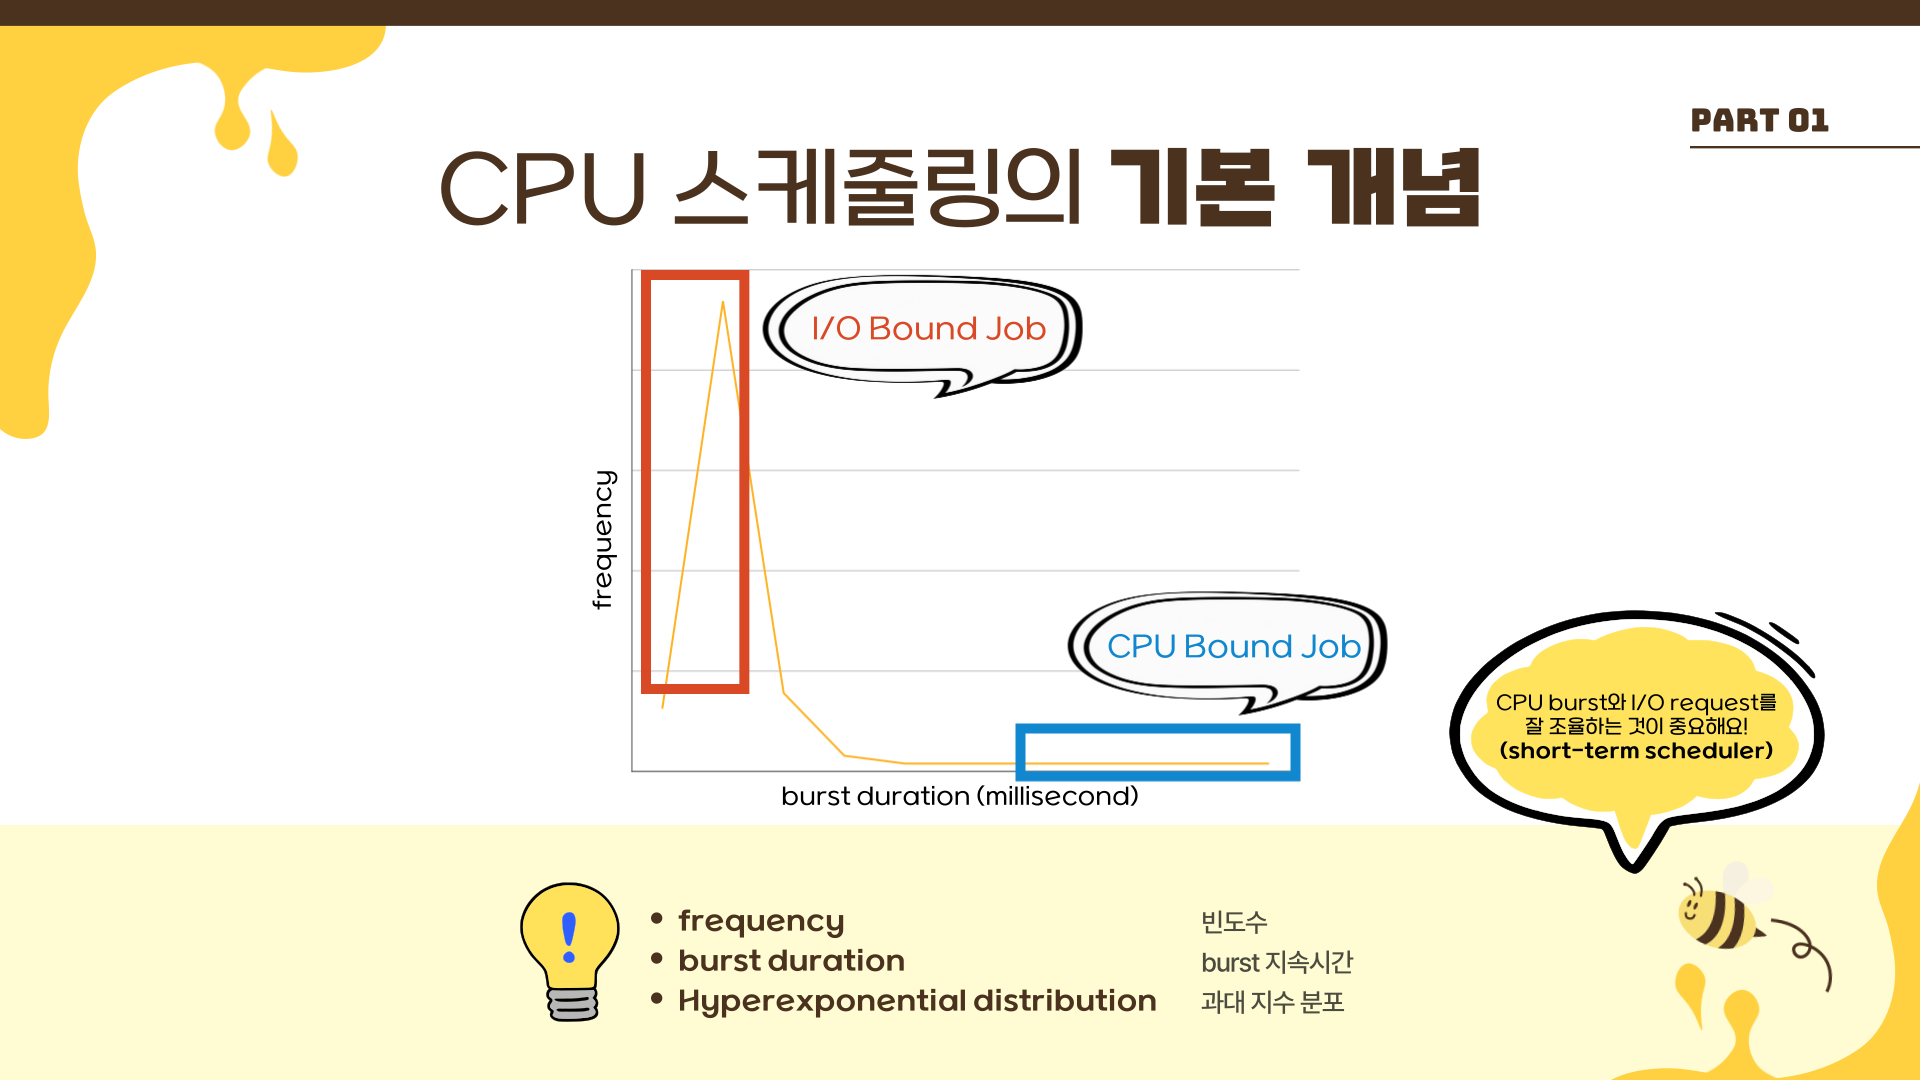 PART 01
CPU 스케줄링의 기본 개념
I/O Bound Job
frequency
CPU Bound Job
burst duration (millisecond)
CPU burst와 I/O request를
잘 조율하는 것이 중요해요!
(short-term scheduler)
• frequency 빈도수
• burst duration burst 지속시간
• Hyperexponential distribution 과대 지수 분포